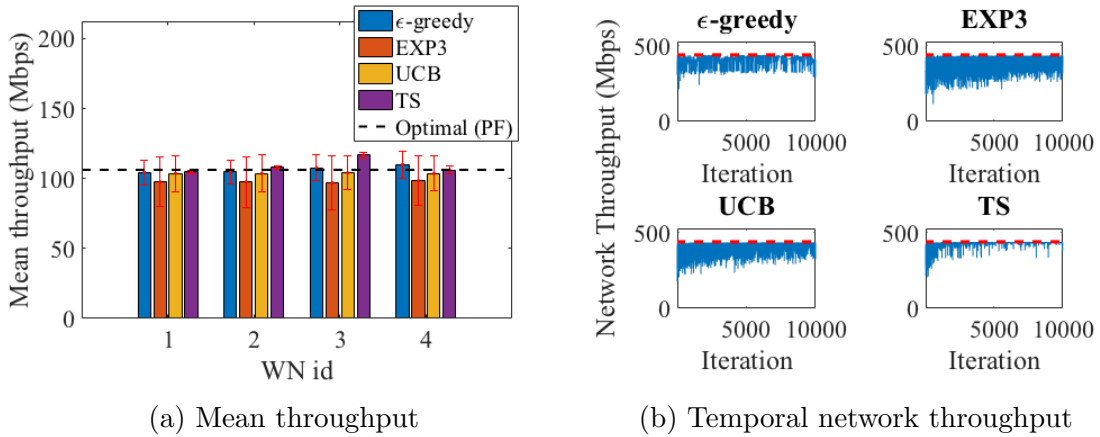 Mean throughput (Mbps)
200
150
100
50
0
1 2 3 4
WN id
ϵ-greedy
EXP3
UCB
TS
Optimal (PF)
(a) Mean throughput
Network Throughput (Mbps)
ϵ-greedy
500
0
5000 10000
Iteration
EXP3
500
0
5000 10000
Iteration
UCB
500
0
5000 10000
Iteration
TS
500
0
5000 10000
Iteration
(b) Temporal network throughput